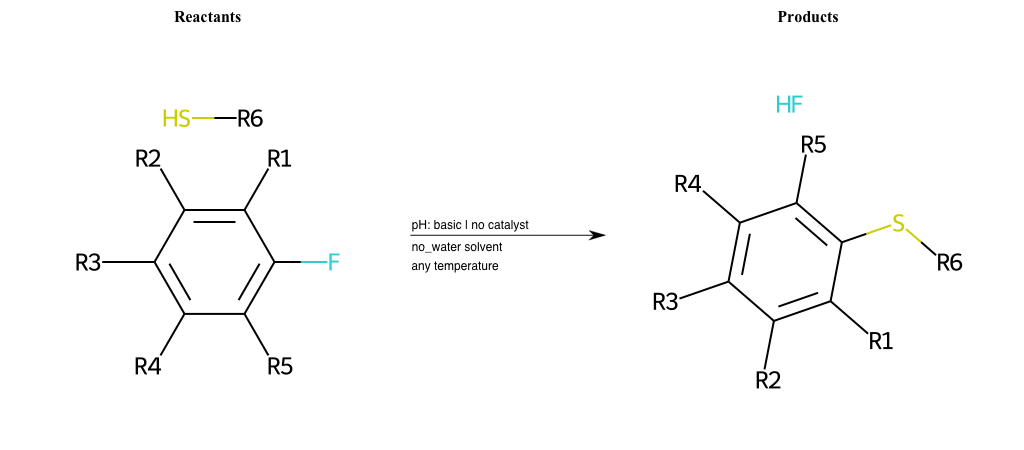 Reactants
Products
HS R6
R2 R1
R3 F
R4 R5
pH: basic | no catalyst
no_water solvent
any temperature
HF
R5
R4
S
R6
R3
R1
R2